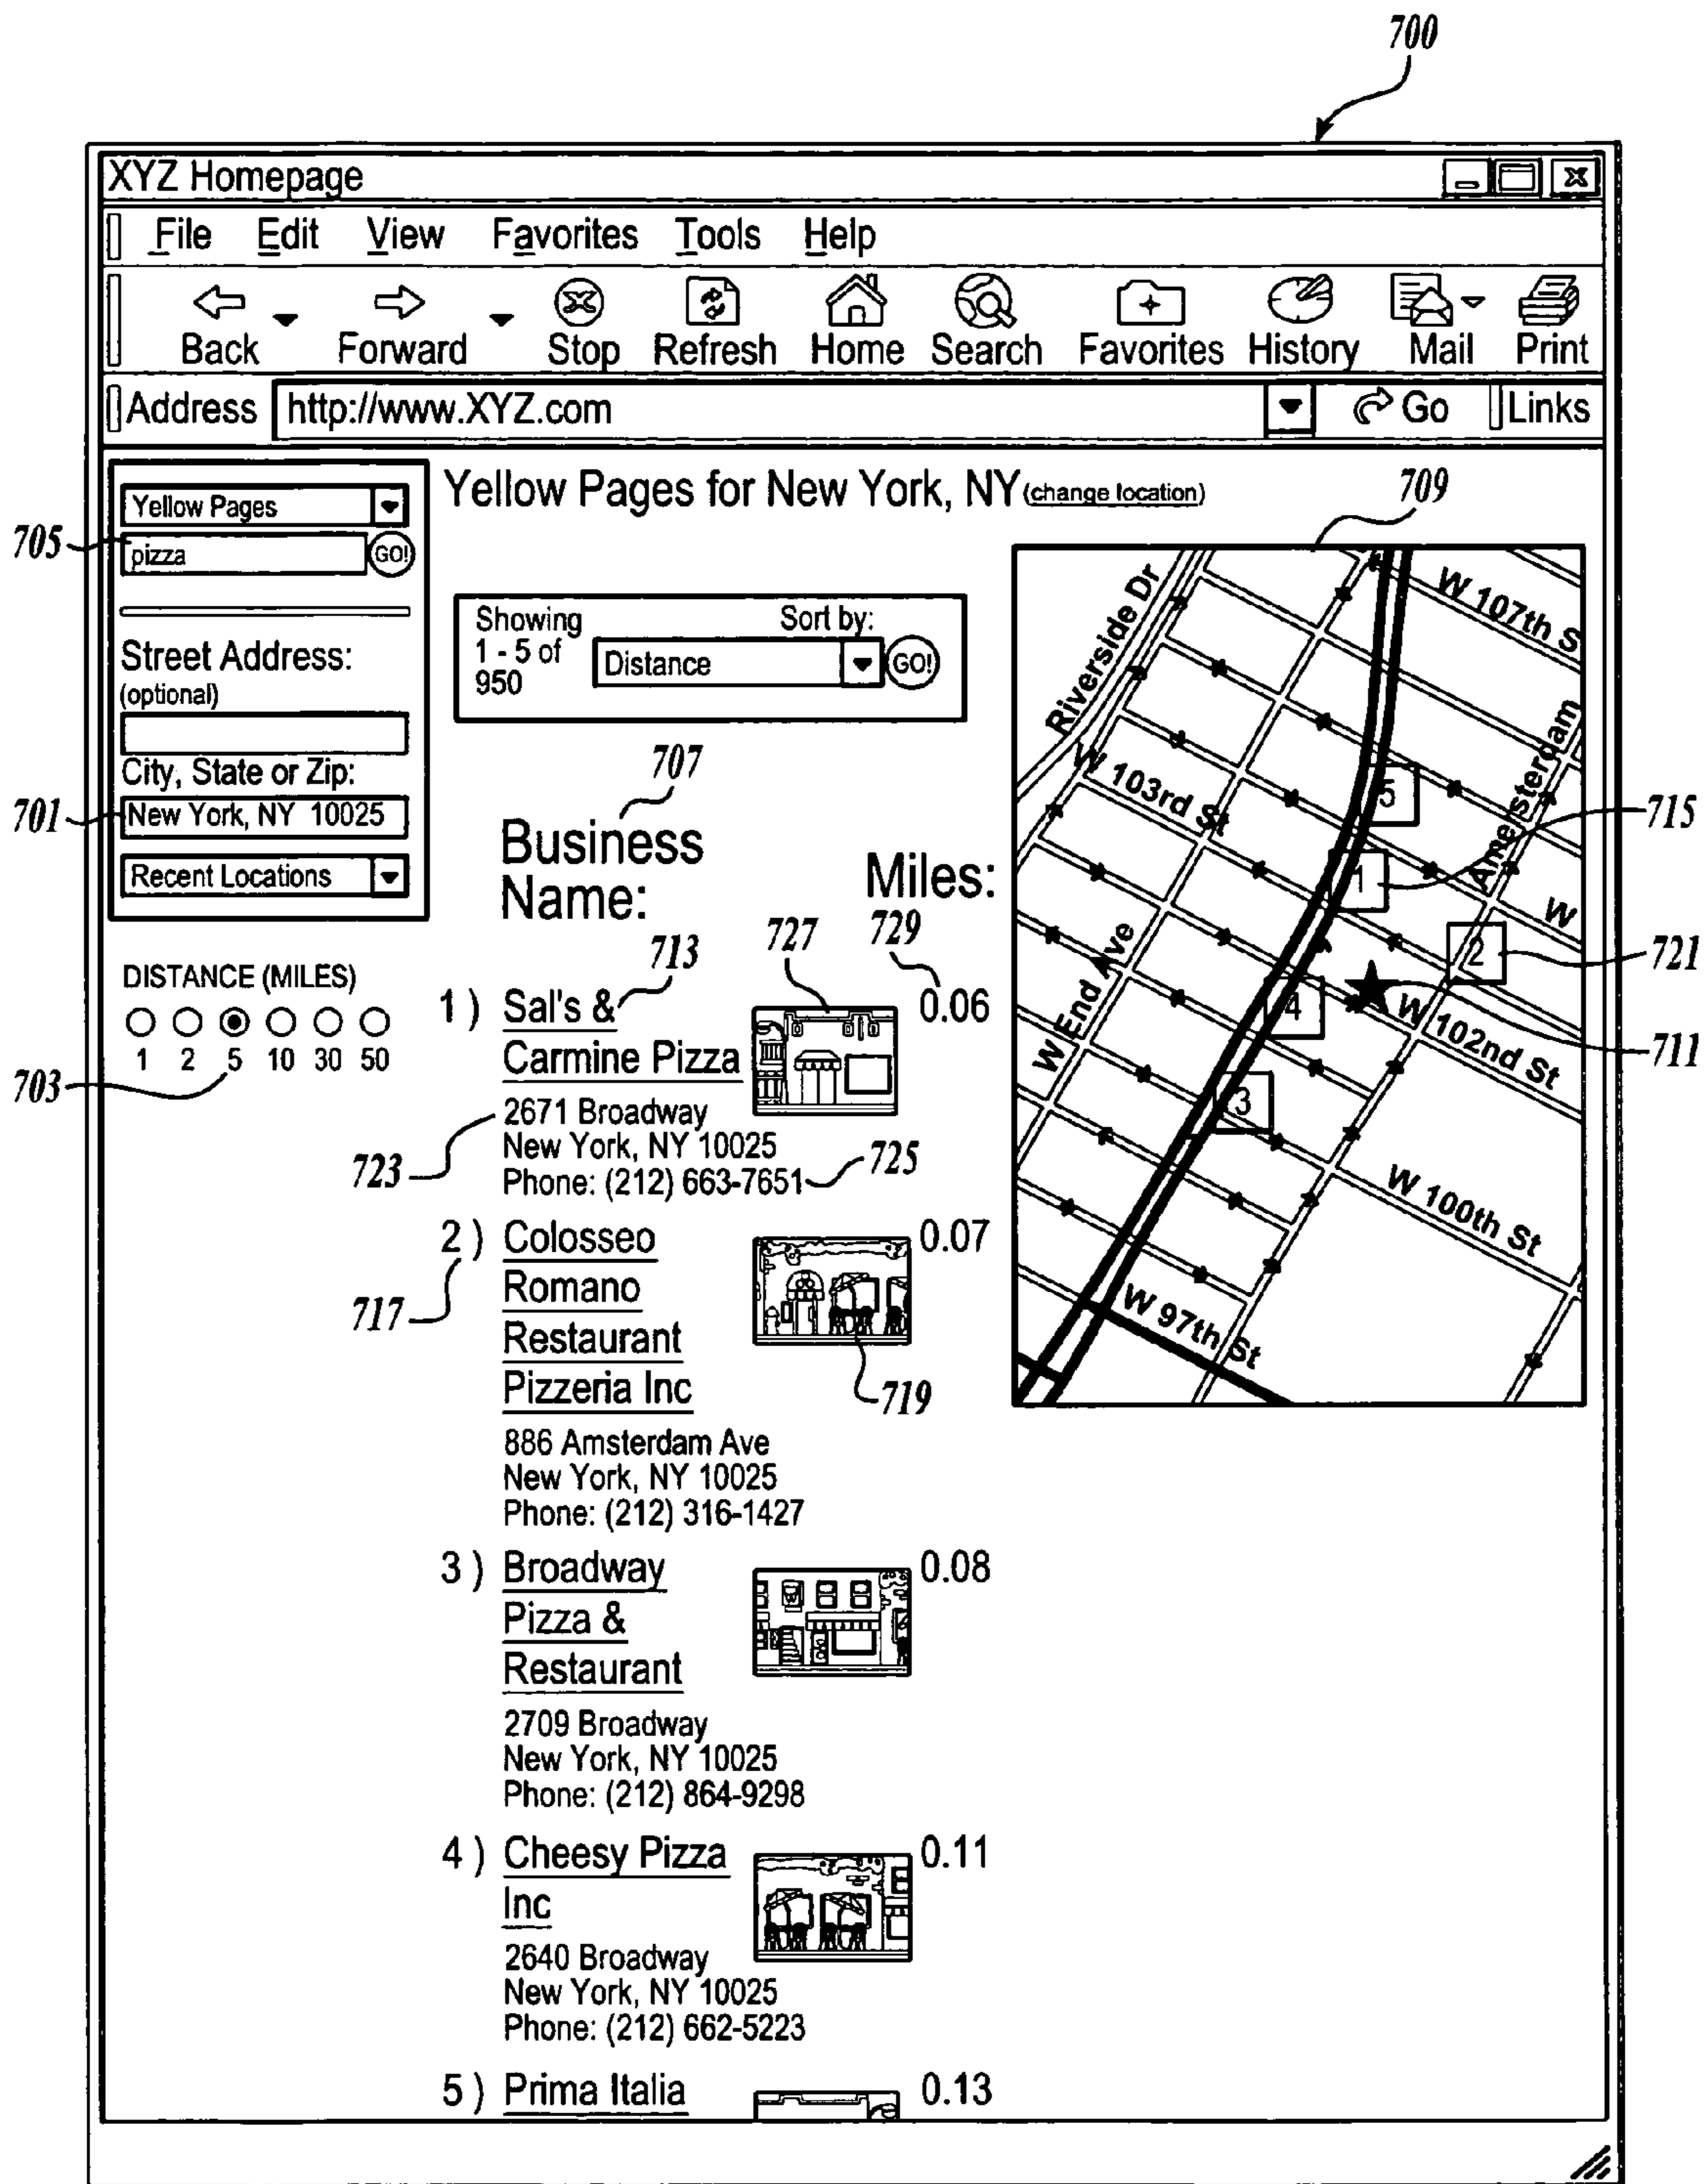 700
XYZ Homepage
File Edit View Favorites Tools Help
Back Forward Stop Refresh Home Search Favorites History Mail Print
Address http://www.XYZ.com Go Links
Yellow Pages
705
pizza GO!
Street Address:
(optional)
City, State or Zip:
701
New York, NY 10025
Recent Locations
DISTANCE (MILES)
1 2 5 10 30 50
703
Yellow Pages for New York, NY (change location)
Showing
1 - 5 of
950
Sort by:
Distance GO!
707
Business
Name:
Miles:
713
727
729
1) Sal's &
Carmine Pizza
0.06
723
2671 Broadway
New York, NY 10025
Phone: (212) 663-7651
725
2) Colosseo
Romano
Restaurant
Pizzeria Inc
0.07
717
719
886 Amsterdam Ave
New York, NY 10025
Phone: (212) 316-1427
3) Broadway
Pizza &
Restaurant
0.08
2709 Broadway
New York, NY 10025
Phone: (212) 864-9298
4) Cheesy Pizza
Inc
0.11
2640 Broadway
New York, NY 10025
Phone: (212) 662-5223
5) Prima Italia
0.13
709
Riverside Dr
W 107th S
W 103rd St
Amsterdam
5
715
1
W
2
721
W End Ave
4
W 102nd St
711
3
W 100th St
W 97th St